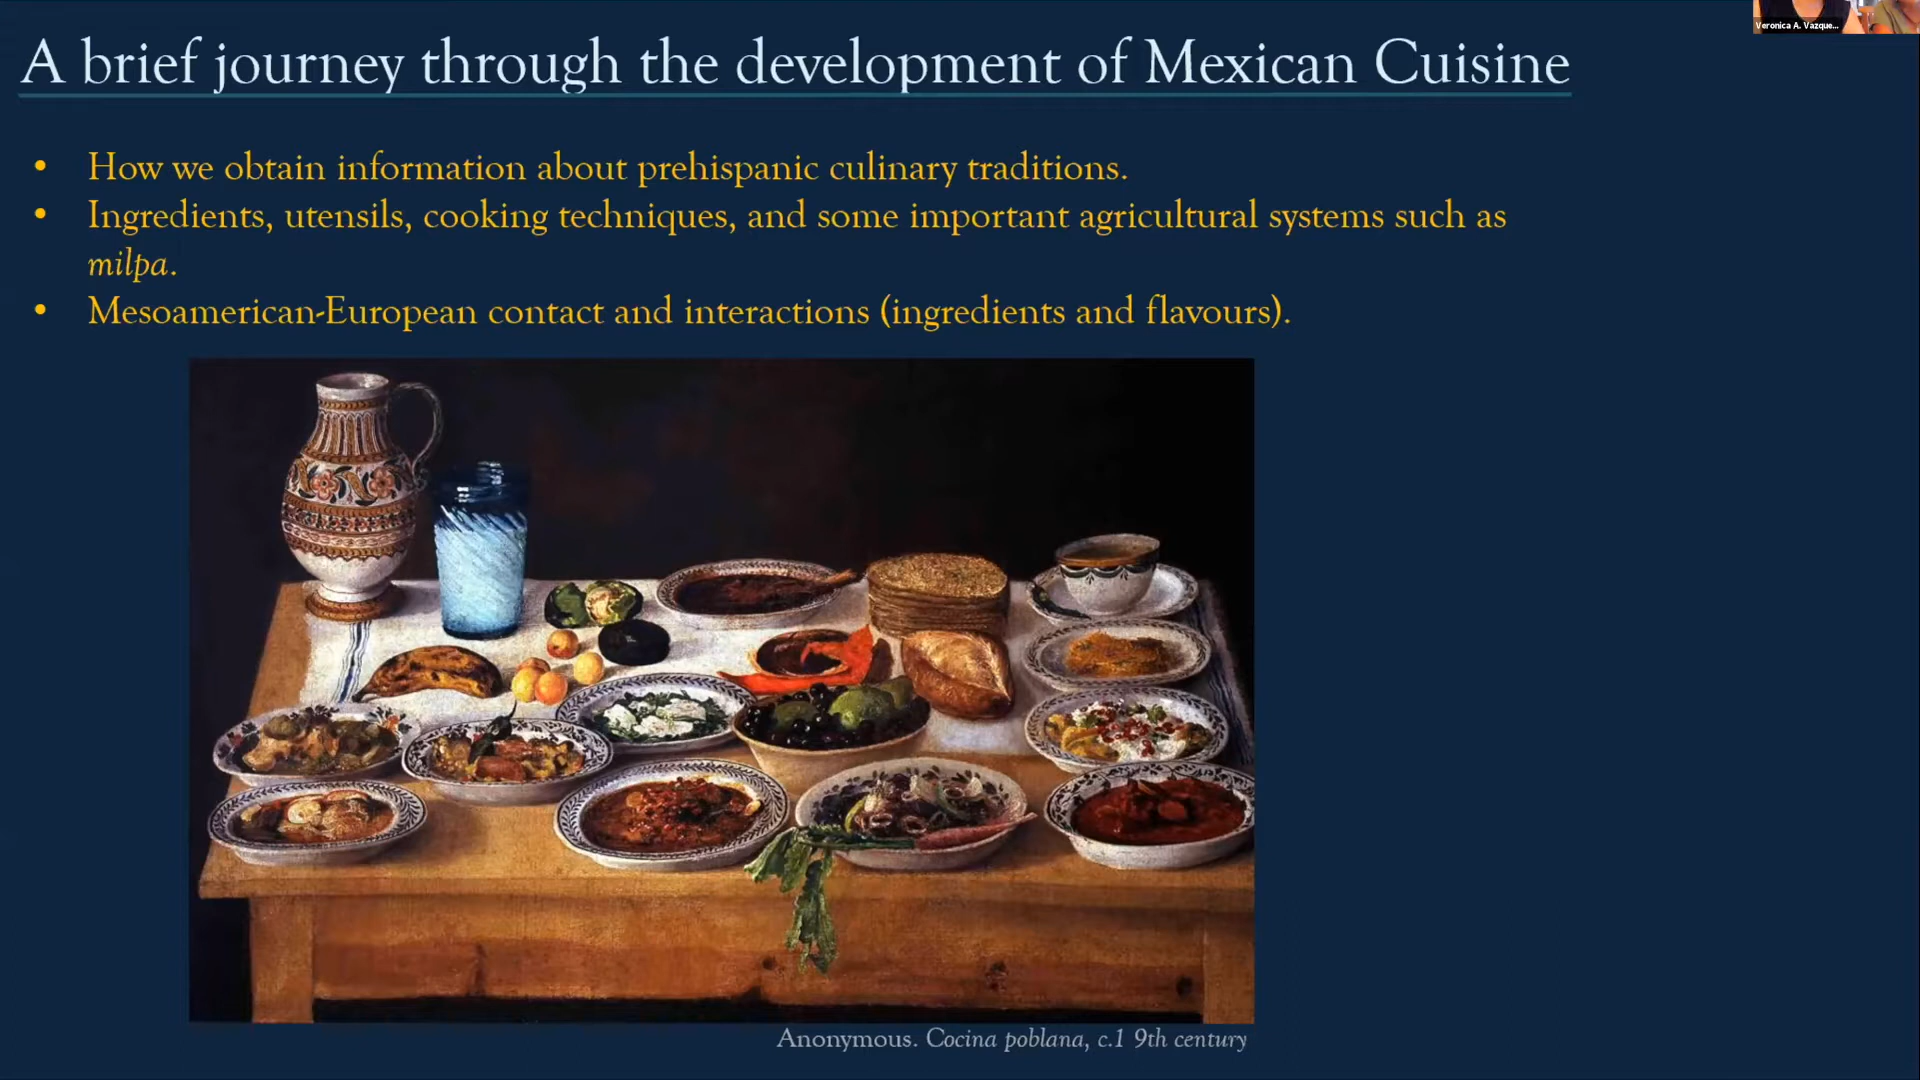 Veronica A. Vazque...
A brief journey through the development of Mexican Cuisine
• How we obtain information about prehispanic culinary traditions.
• Ingredients, utensils, cooking techniques, and some important agricultural systems such as
milpa.
• Mesoamerican-European contact and interactions (ingredients and flavours).
Anonymous. Cocina poblana, c.1 9th century